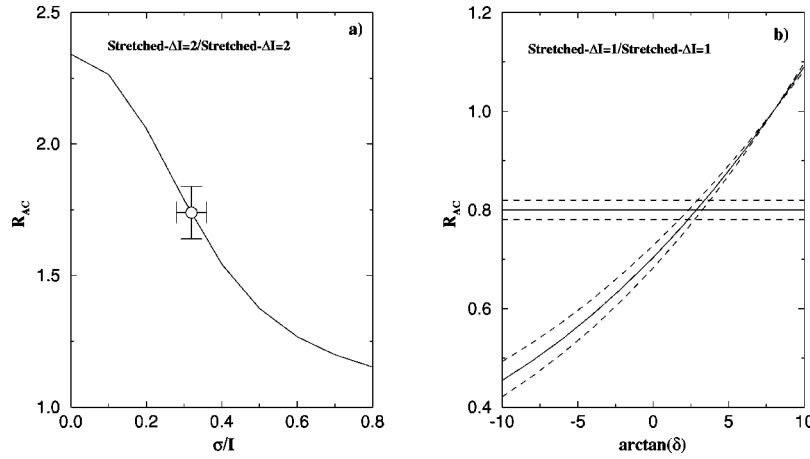 a)
Stretched-ΔI=2/Stretched-ΔI=2
2.5
2.0
1.5
1.0
R_AC
0.0 0.2 0.4 0.6 0.8
σ/I
b)
Stretched-ΔI=1/Stretched-ΔI=1
1.2
1.0
0.8
0.6
0.4
R_AC
-10 -5 0 5 10
arctan(δ)